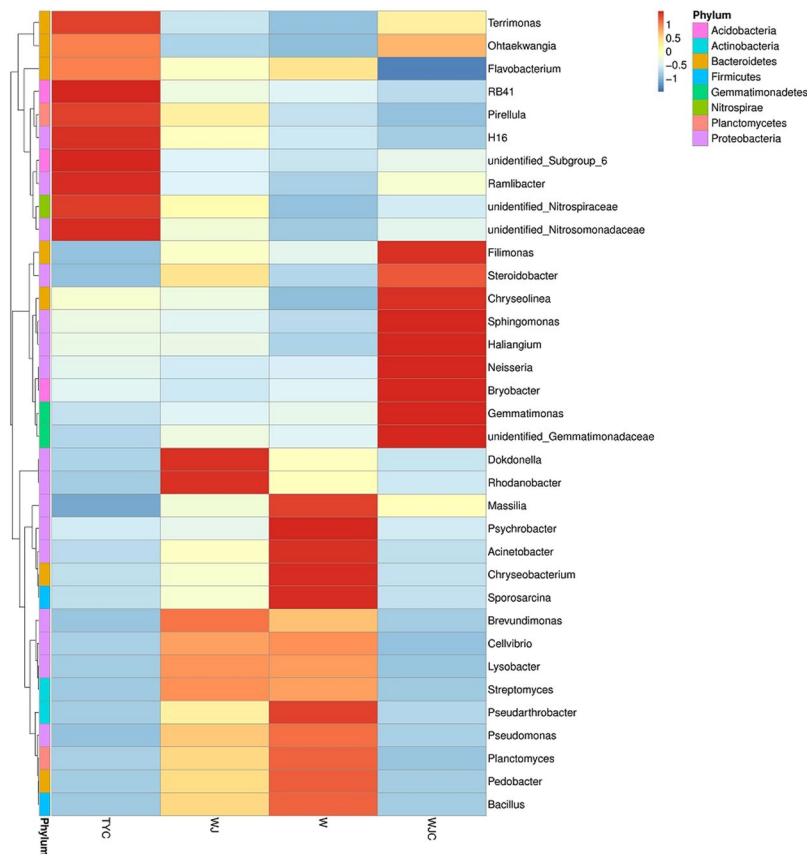 Terrimonas
Ohtaekwangia
Flavobacterium
RB41
Pirellula
H16
unidentified_Subgroup_6
Ramlibacter
unidentified_Nitrospiraceae
unidentified_Nitrosomonadaceae
Filimonas
Steroidobacter
Chryseolinea
Sphingomonas
Haliangium
Neisseria
Bryobacter
Gemmatimonas
unidentified_Gemmatimonadaceae
Dokdonella
Rhodanobacter
Massilia
Psychrobacter
Acinetobacter
Chryseobacterium
Sporosarcina
Brevundimonas
Cellvibrio
Lysobacter
Streptomyces
Pseudarthrobacter
Pseudomonas
Planctomyces
Pedobacter
Bacillus
Phylum
TYC
WJ
W
WJC
1
0.5
0
−0.5
−1
Phylum
Acidobacteria
Actinobacteria
Bacteroidetes
Firmicutes
Gemmatimonadetes
Nitrospirae
Planctomycetes
Proteobacteria